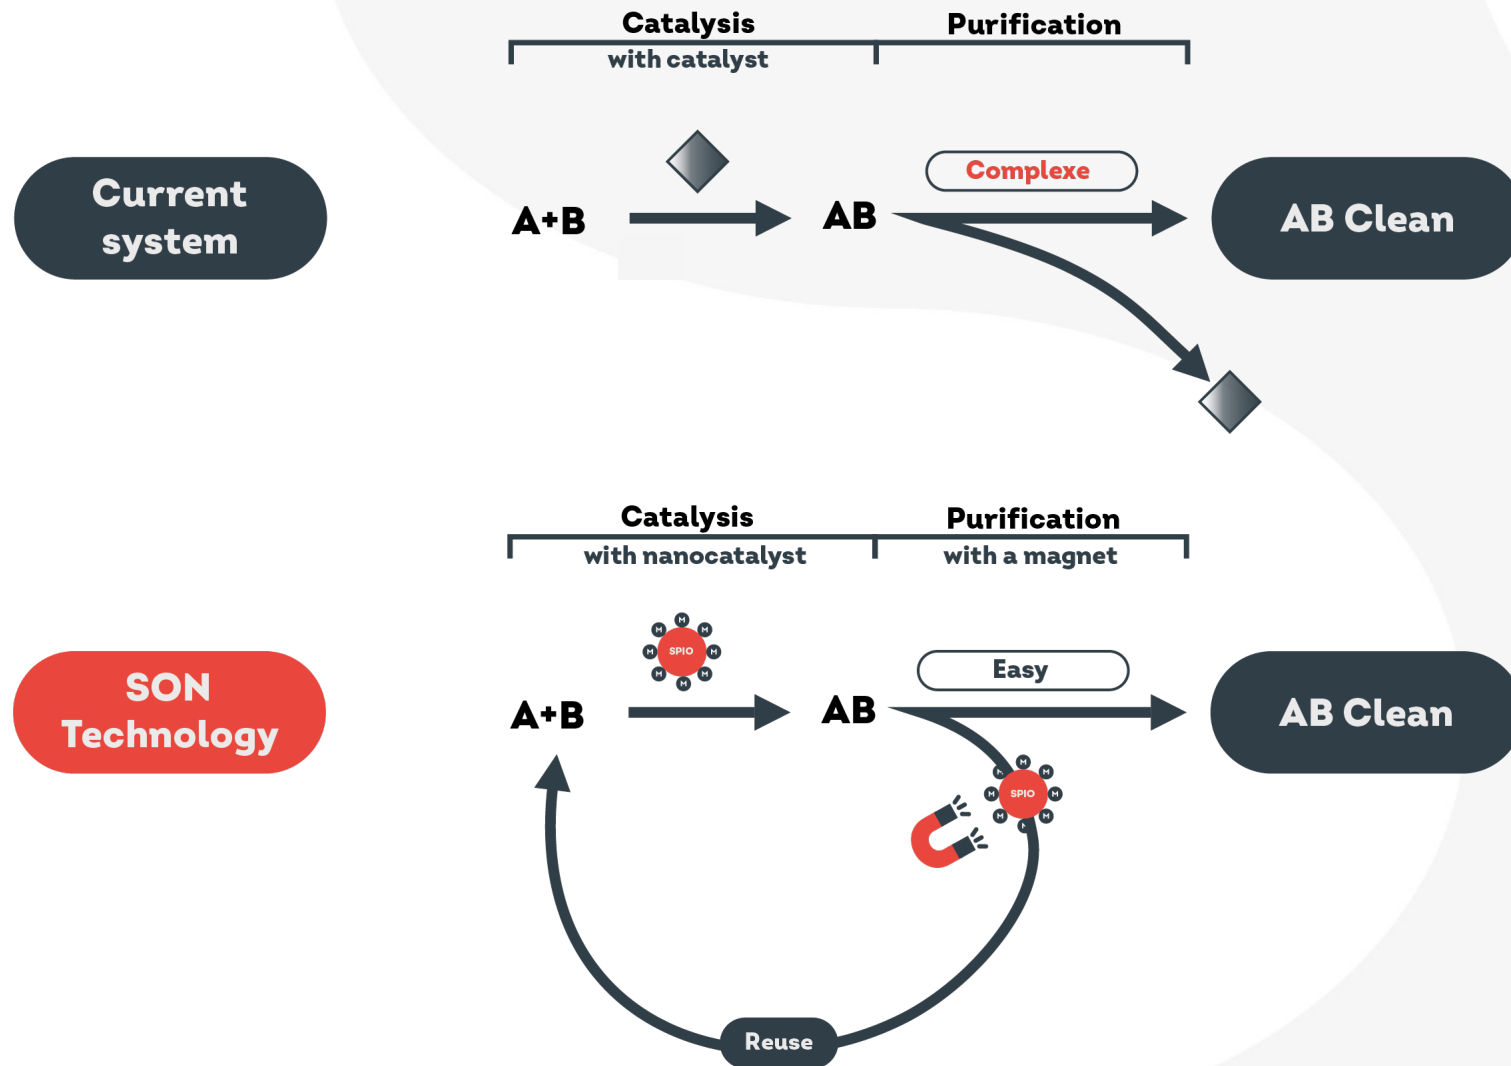 Catalysis
Purification
with catalyst
Current
system
A+B
AB
Complexe
AB Clean
Catalysis
Purification
with nanocatalyst
with a magnet
SON
Technology
A+B
M
M
M
M
M
M
M
M
SPIO
AB
Easy
AB Clean
M
M
M
M
M
M
M
M
SPIO
Reuse